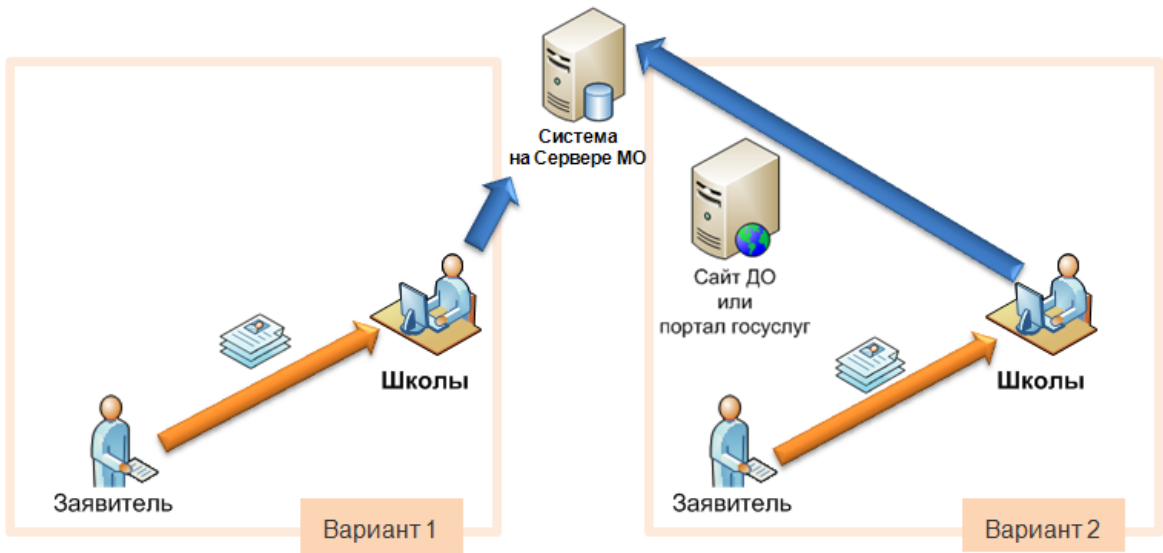 Система
на Сервере МО
Сайт ДО
или
портал госуслуг
Школы
Школы
Заявитель
Заявитель
Вариант 1
Вариант 2